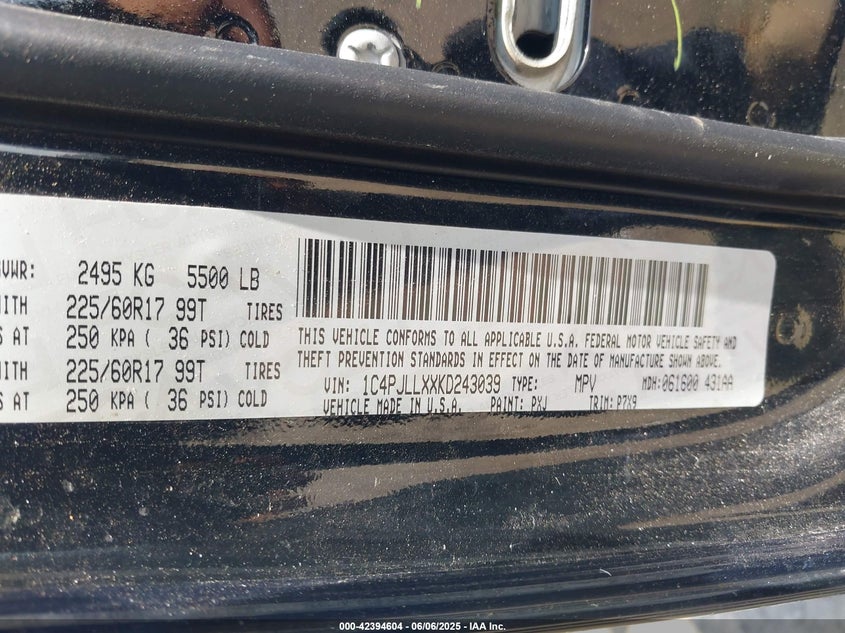 VWR: 2495 KG 5500 LB
ITH 225/60R17 99T TIRES
S AT 250 KPA ( 36 PSI) COLD
ITH 225/60R17 99T TIRES
S AT 250 KPA ( 36 PSI) COLD
THIS VEHICLE CONFORMS TO ALL APPLICABLE U.S.A. FEDERAL MOTOR VEHICLE SAFETY AND
THEFT PREVENTION STANDARDS IN EFFECT ON THE DATE OF MANUFACTURE SHOWN ABOVE.
VIN: 1C4PJLLXXKD243039 TYPE: MPV MDH:061600 431AA
VEHICLE MADE IN U.S.A. PAINT: PXJ TRIM: P7X9
000-42394604 - 06/06/2025 - IAA Inc.